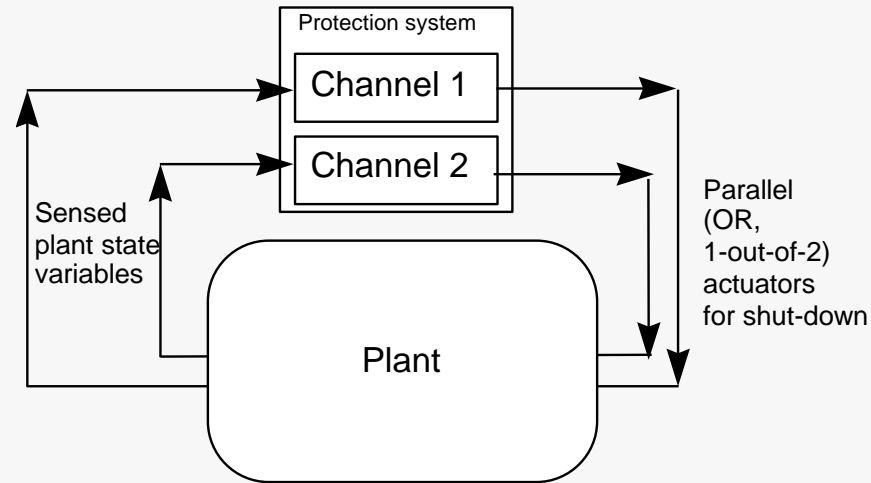 Protection system
Channel 1
Channel 2
Sensed
plant state
variables
Parallel
(OR,
1-out-of-2)
actuators
for shut-down
Plant